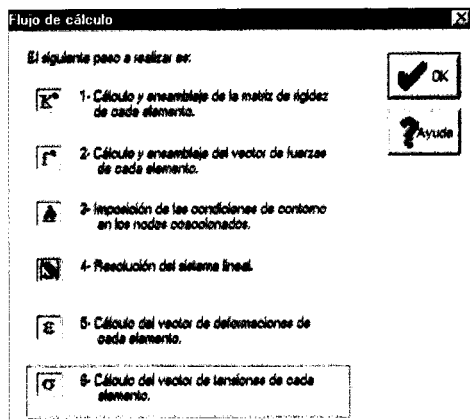 Flujo de cálculo
El siguiente paso a realizar es:
OK
Ayuda
K^e
1- Cálculo y ensamblaje de la matriz de rigidez
de cada elemento.
f^e
2- Cálculo y ensamblaje del vector de fuerzas
de cada elemento.
3- Imposición de las condiciones de contorno
en los nodos coaccionados.
4- Resolución del sistema lineal.
ε
5- Cálculo del vector de deformaciones de
cada elemento.
σ
6- Cálculo del vector de tensiones de cada
elemento.